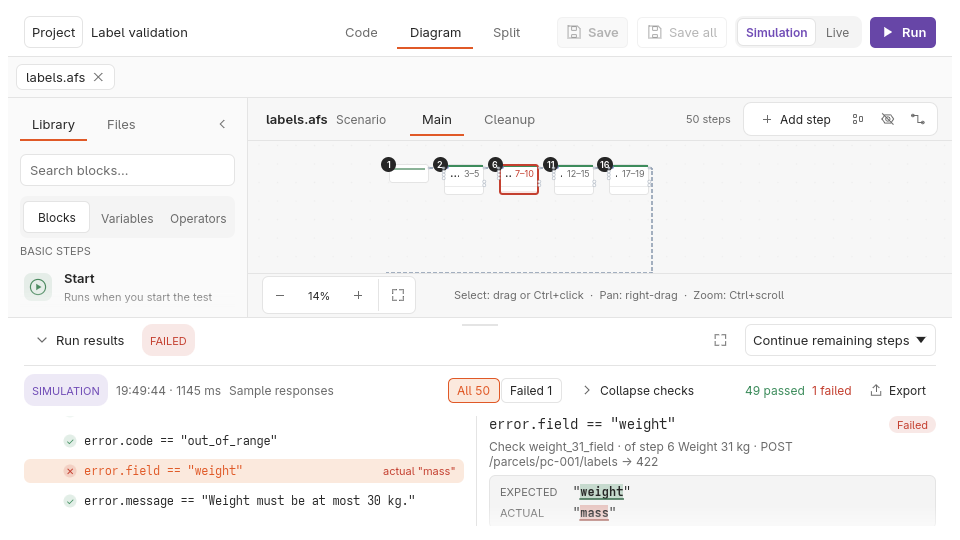 Project Label validation Code Diagram Split Save Save all Simulation Live Run
labels.afs
Library Files
labels.afs Scenario Main Cleanup 50 steps Add step
Search blocks...
Blocks Variables Operators
BASIC STEPS
Start
Runs when you start the test
1 2 ... 3–5 6 .. 7–10 11 . 12–15 16 . 17–19
14% Select: drag or Ctrl+click · Pan: right-drag · Zoom: Ctrl+scroll
Run results FAILED Continue remaining steps
SIMULATION 19:49:44 · 1145 ms Sample responses All 50 Failed 1 Collapse checks 49 passed 1 failed Export
error.code == "out_of_range"
error.field == "weight" actual "mass"
error.message == "Weight must be at most 30 kg."
error.field == "weight" Failed
Check weight_31_field · of step 6 Weight 31 kg · POST
/parcels/pc-001/labels → 422
EXPECTED "weight"
ACTUAL "mass"